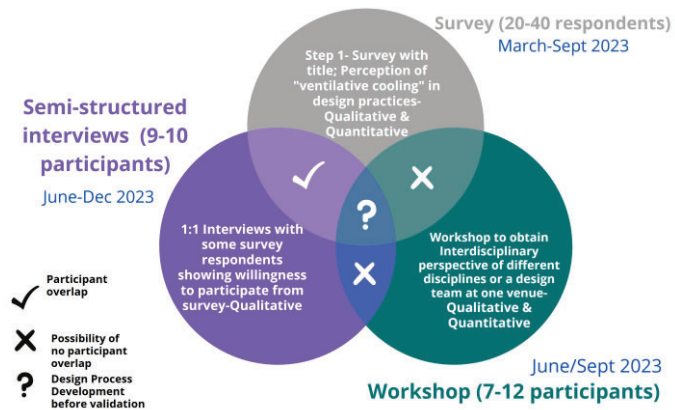 Survey (20-40 respondents)
March-Sept 2023
Step 1- Survey with
title; Perception of
"ventilative cooling" in
design practices-
Qualitative &
Quantitative
Semi-structured
interviews (9-10
participants)
June-Dec 2023
?
1:1 Interviews with
some survey
respondents
showing willingness
to participate from
survey-Qualitative
Workshop to obtain
Interdisciplinary
perspective of different
disciplines or a design
team at one venue-
Qualitative &
Quantitative
Participant
overlap
Possibility of
no participant
overlap
?
Design Process
Development
before validation
June/Sept 2023
Workshop (7-12 participants)